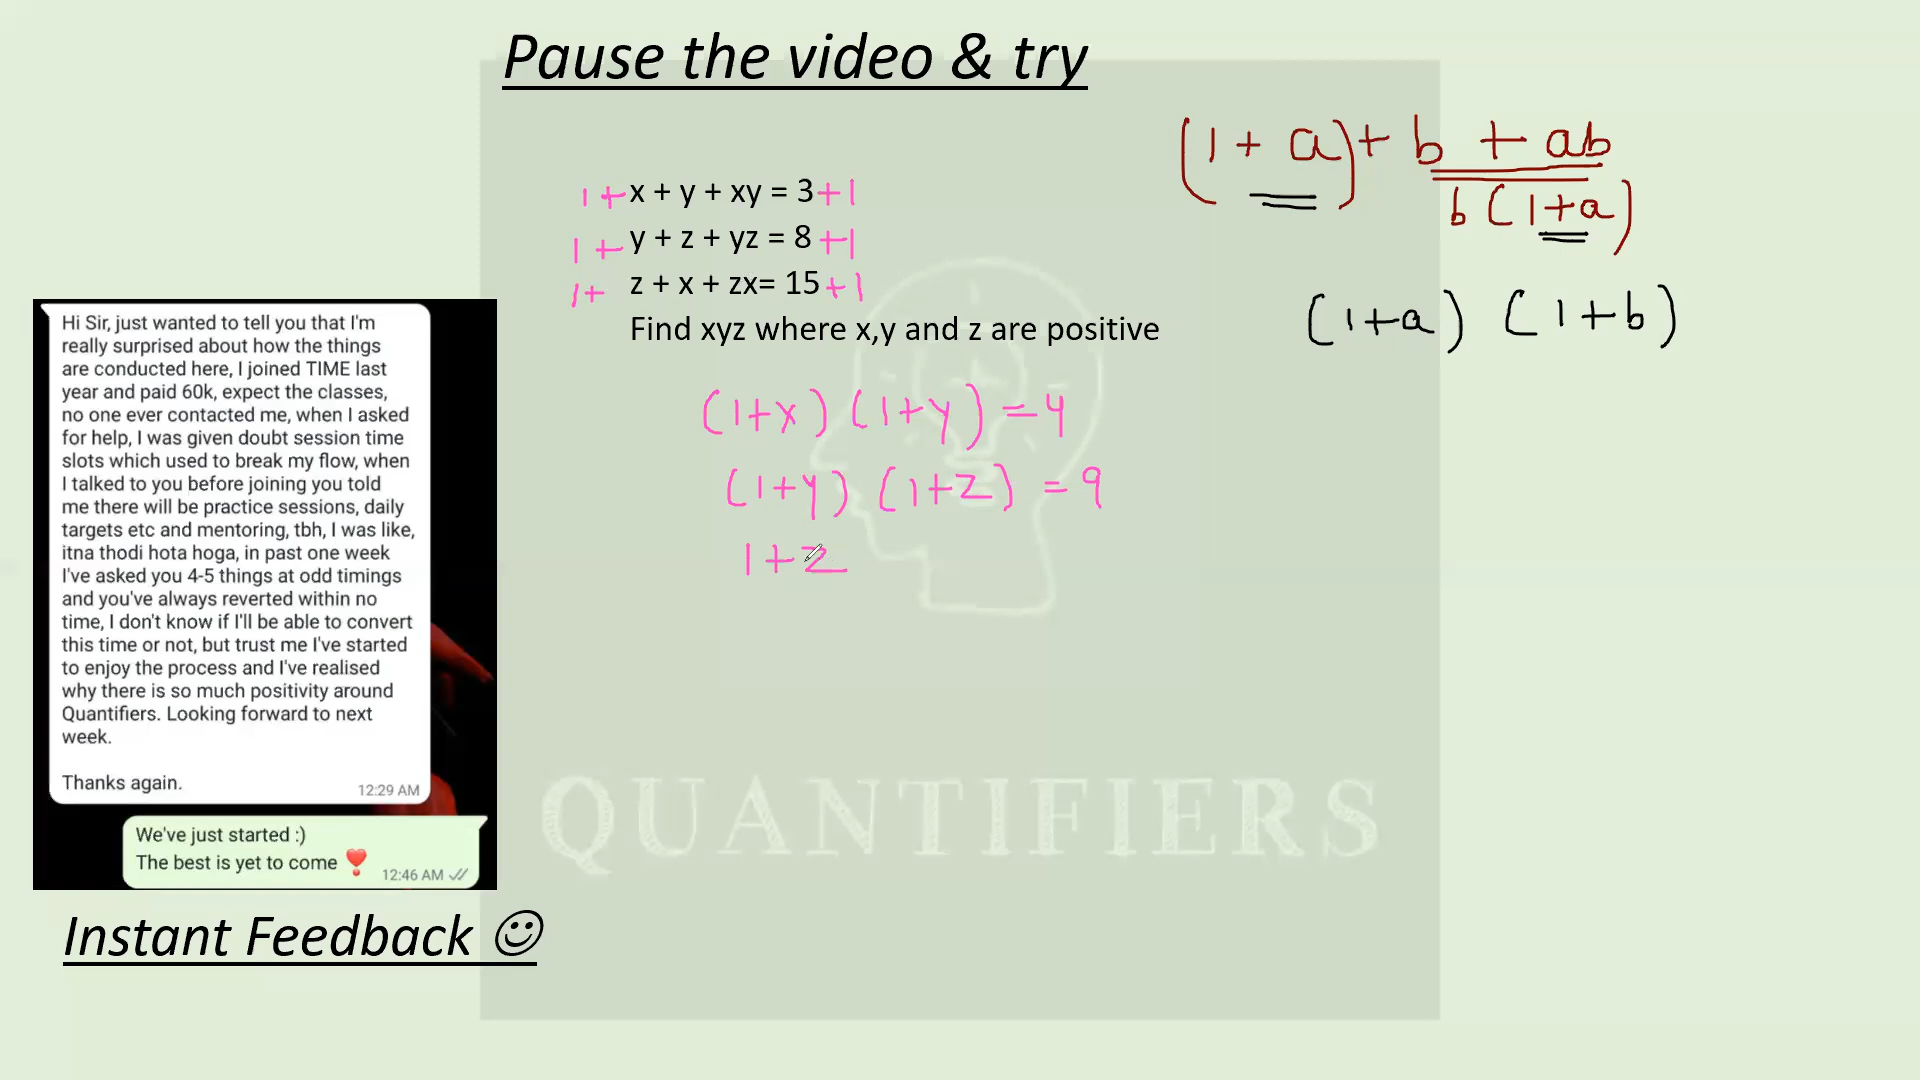 Pause the video & try
1 + x + y + xy = 3 + 1
1 + y + z + yz = 8 + 1
1 + z + x + zx= 15 + 1
Find xyz where x,y and z are positive
(1+x) (1+y) = 4
(1+y) (1+z) = 9
1+z
(1 + a) + b + ab
b(1+a)
(1+a) (1+b)
Hi Sir, just wanted to tell you that I'm
really surprised about how the things
are conducted here, I joined TIME last
year and paid 60k, expect the classes,
no one ever contacted me, when I asked
for help, I was given doubt session time
slots which used to break my flow, when
I talked to you before joining you told
me there will be practice sessions, daily
targets etc and mentoring, tbh, I was like,
itna thodi hota hoga, in past one week
I've asked you 4-5 things at odd timings
and you've always reverted within no
time, I don't know if I'll be able to convert
this time or not, but trust me I've started
to enjoy the process and I've realised
why there is so much positivity around
Quantifiers. Looking forward to next
week.
Thanks again.
12:29 AM
We've just started :)
The best is yet to come ❣️
12:46 AM
Instant Feedback ☺
QUANTIFIERS